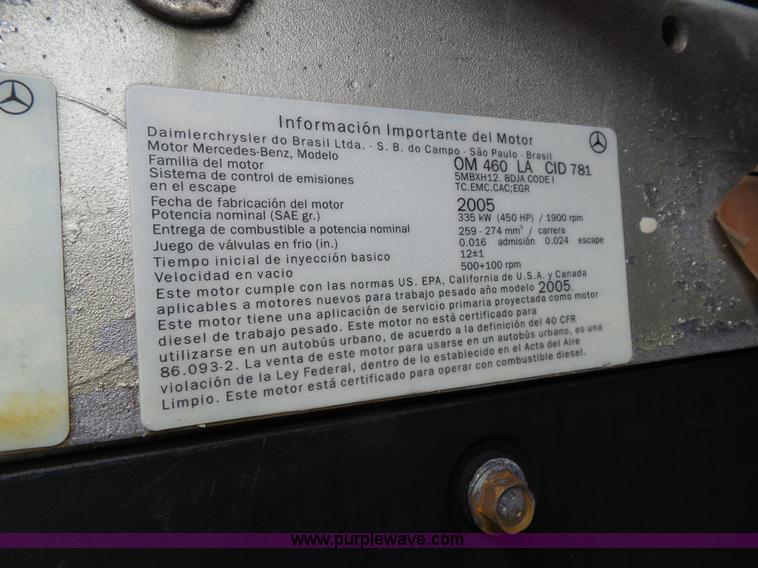 Información Importante del Motor
Daimlerchrysler do Brasil Ltda. - S. B. do Campo - São Paulo - Brasil
Motor Mercedes-Benz, Modelo OM 460 LA CID 781
Familia del motor 5MBXH12. 8DJA CODE I
Sistema de control de emisiones TC,EMC,CAC;EGR
en el escape
Fecha de fabricación del motor 2005
Potencia nominal (SAE gr.) 335 kW (450 HP) / 1900 rpm
Entrega de combustible a potencia nominal 259 - 274 mm³ / carrera
Juego de válvulas en frio (in.) 0.016 admisión 0.024 escape
Tiempo inicial de inyección basico 12±1
Velocidad en vacio 500+100 rpm
Este motor cumple con las normas US. EPA, California de U.S.A. y Canada
aplicables a motores nuevos para trabajo pesado año modelo 2005.
Este motor tiene una aplicación de servicio primaria proyectada como motor
diesel de trabajo pesado. Este motor no está certificado para
utilizarse en un autobús urbano, de acuerdo a la definición del 40 CFR
86.093-2. La venta de este motor para usarse en un autobús urbano, es una
violación de la Ley Federal, dentro de lo establecido en el Acta del Aire
Limpio. Este motor está certificado para operar con combustible diesel.
www.purplewave.com